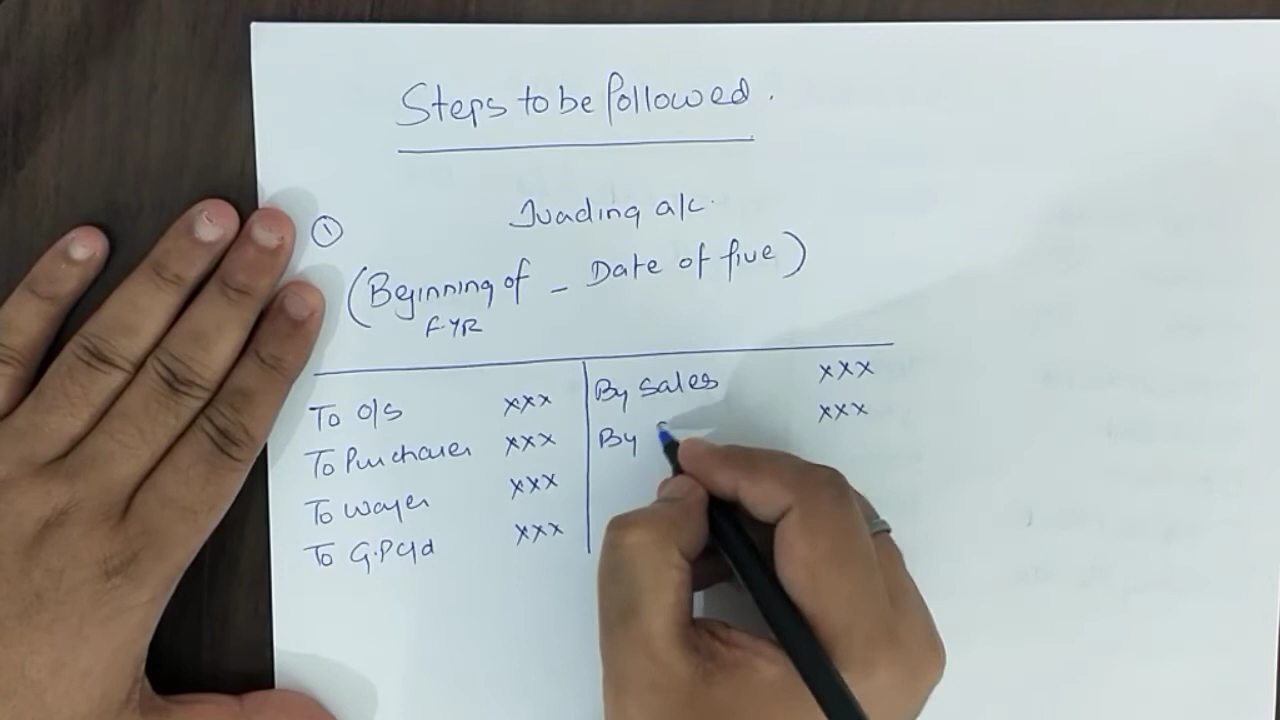 Steps to be followed.
① Trading a/c.
(Beginning of - Date of fire)
F.YR
To O/S xxx By Sales xxx
To Purchases xxx By xxx
To Wages xxx
To G.P c/d xxx